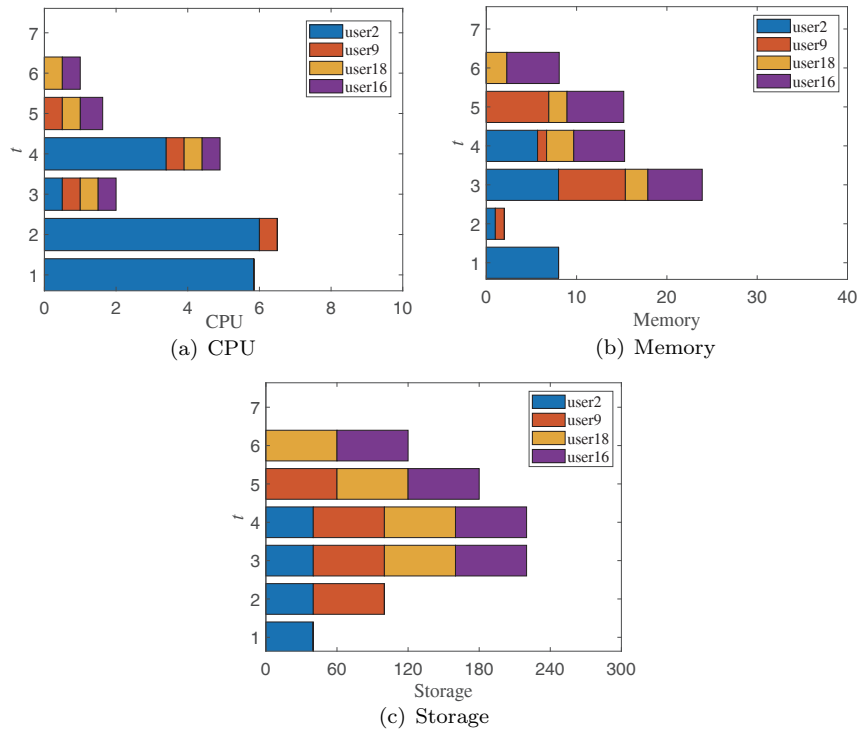 7
6
5
4
3
2
1
t
0 2 4 6 8 10
CPU
user2
user9
user18
user16
(a) CPU
7
6
5
4
3
2
1
t
0 10 20 30 40
Memory
user2
user9
user18
user16
(b) Memory
7
6
5
4
3
2
1
t
0 60 120 180 240 300
Storage
user2
user9
user18
user16
(c) Storage